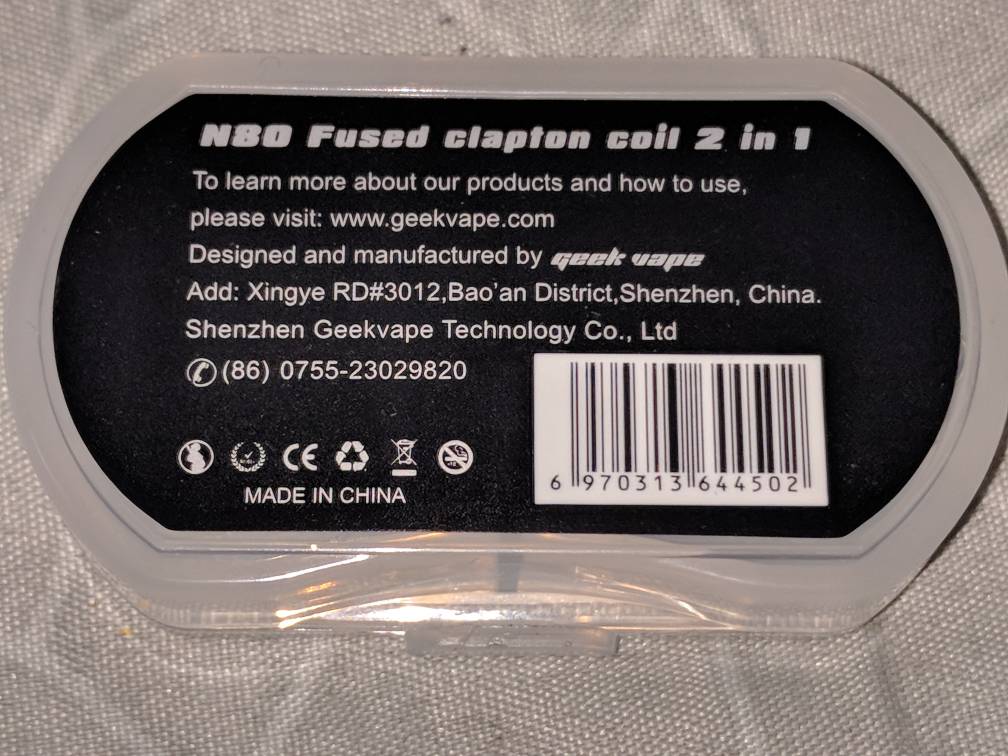 N80 Fused clapton coil 2 in 1
To learn more about our products and how to use,
please visit: www.geekvape.com
Designed and manufactured by geek vape
Add: Xingye RD#3012,Bao'an District,Shenzhen, China.
Shenzhen Geekvape Technology Co., Ltd
(86) 0755-23029820
CE
MADE IN CHINA
6 970313 644502